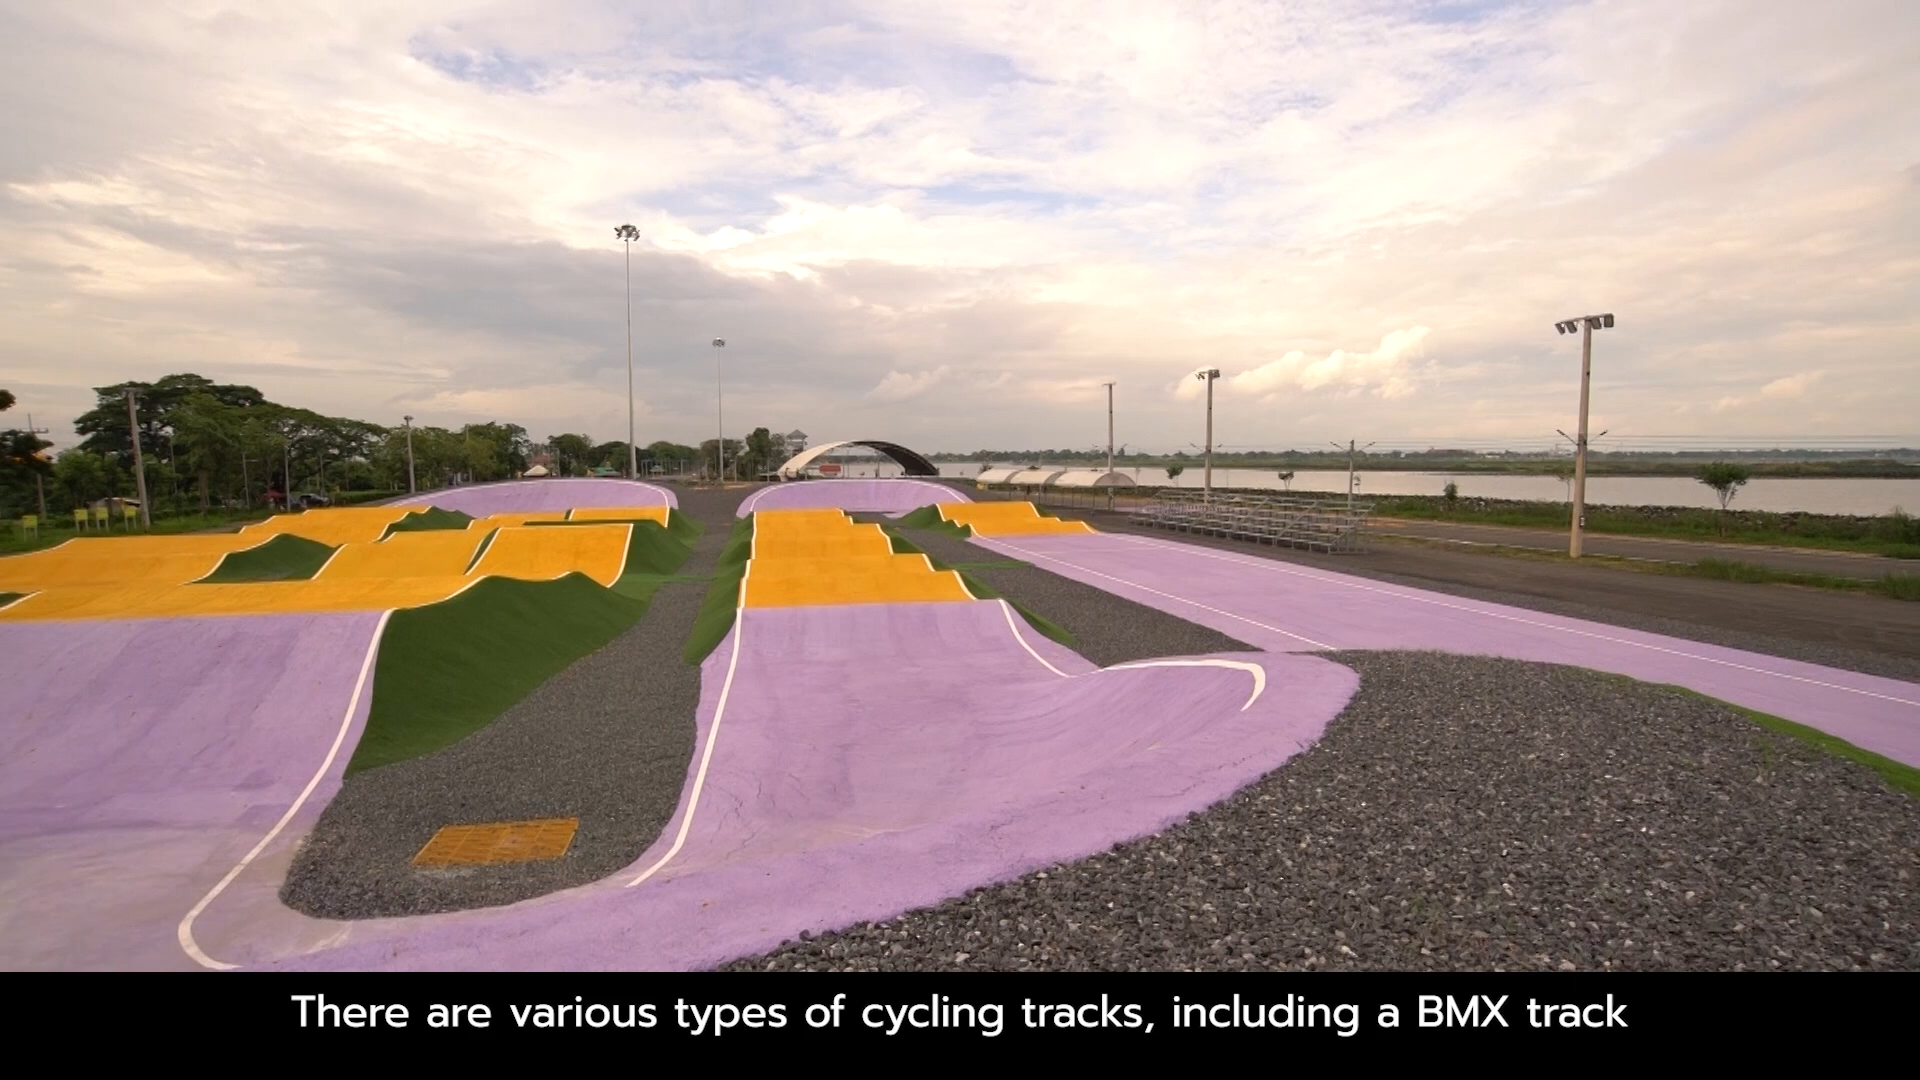 There are various types of cycling tracks, including a BMX track